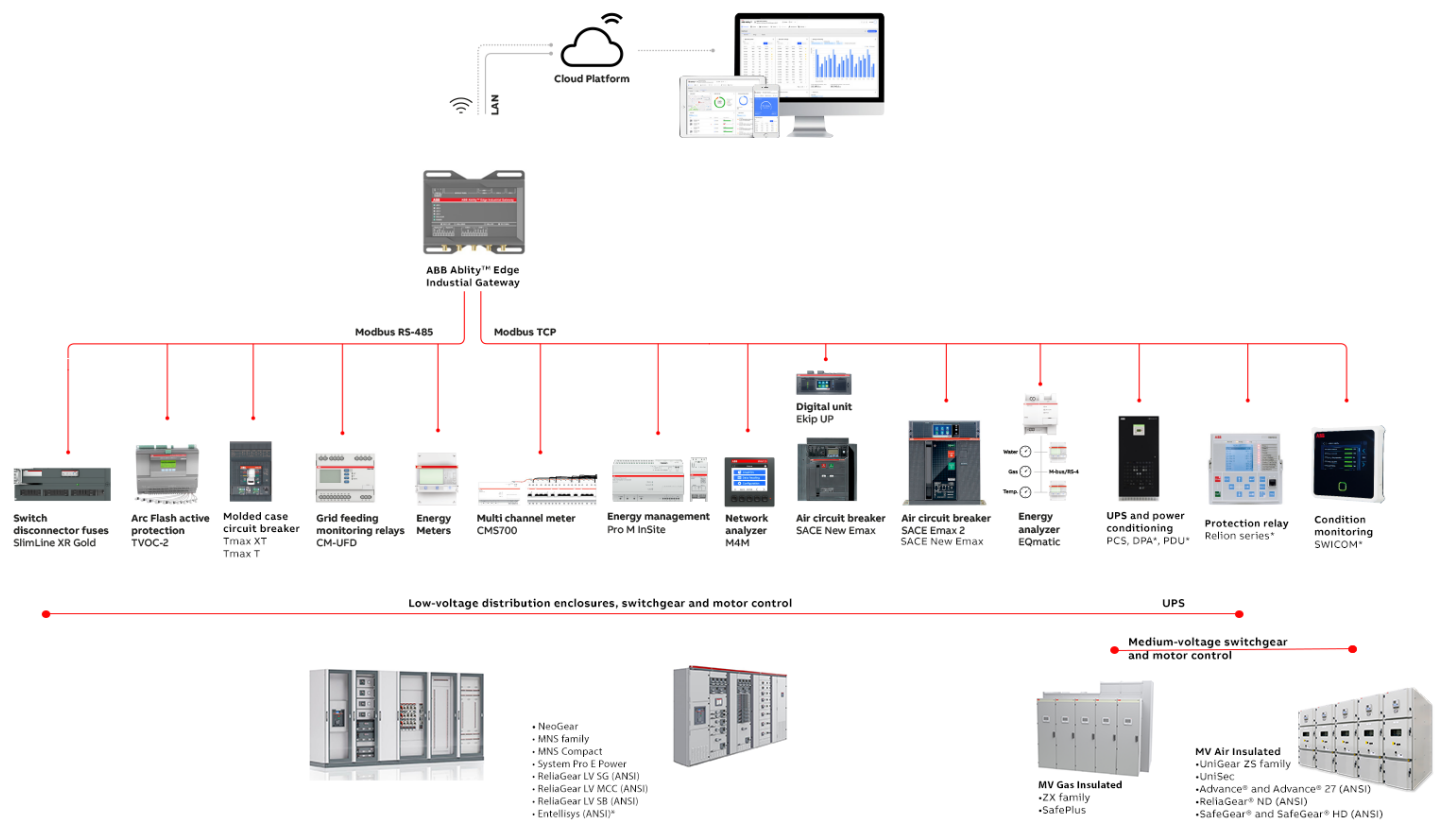 Cloud Platform
LAN
ABB Ability™ Edge Industrial Gateway
ABB Ablity™ Edge
Industial Gateway
Modbus RS-485
Modbus TCP
Switch
disconnector fuses
SlimLine XR Gold
Arc Flash active
protection
TVOC-2
Molded case
circuit breaker
Tmax XT
Tmax T
Grid feeding
monitoring relays
CM-UFD
Energy
Meters
Multi channel meter
CMS700
Energy management
Pro M InSite
Network
analyzer
M4M
Digital unit
Ekip UP
Air circuit breaker
SACE New Emax
Air circuit breaker
SACE Emax 2
SACE New Emax
Water
Gas
Temp.
M-bus/RS-4
Energy
analyzer
EQmatic
UPS and power
conditioning
PCS, DPA*, PDU*
ABB
Protection relay
Relion series*
ABB
Condition
monitoring
SWICOM*
Low-voltage distribution enclosures, switchgear and motor control
UPS
Medium-voltage switchgear
and motor control
• NeoGear
• MNS family
• MNS Compact
• System Pro E Power
• ReliaGear LV SG (ANSI)
• ReliaGear LV MCC (ANSI)
• ReliaGear LV SB (ANSI)
• Entellisys (ANSI)*
MV Gas Insulated
•ZX family
•SafePlus
MV Air Insulated
•UniGear ZS family
•UniSec
•Advance® and Advance® 27 (ANSI)
•ReliaGear® ND (ANSI)
•SafeGear® and SafeGear® HD (ANSI)